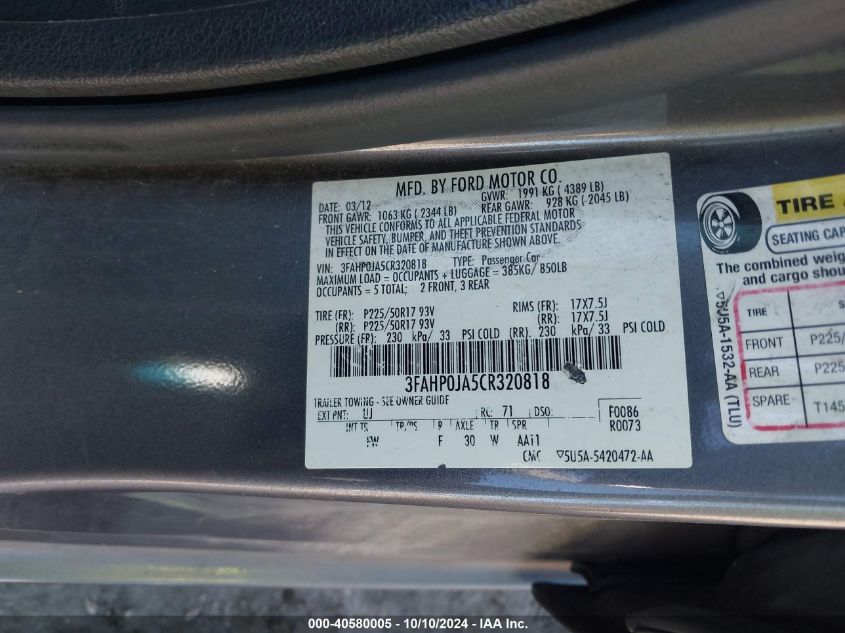 MFD. BY FORD MOTOR CO.
DATE: 03/12 GVWR: 1991 KG ( 4389 LB)
FRONT GAWR: 1063 KG ( 2344 LB) REAR GAWR: 928 KG ( 2045 LB)
THIS VEHICLE CONFORMS TO ALL APPLICABLE FEDERAL MOTOR
VEHICLE SAFETY, BUMPER, AND THEFT PREVENTION STANDARDS
IN EFFECT ON THE DATE OF MANUFACTURE SHOWN ABOVE.
VIN: 3FAHP0JA5CR320818 TYPE: Passenger Car
MAXIMUM LOAD = OCCUPANTS + LUGGAGE = 385KG/ 850LB
OCCUPANTS = 5 TOTAL; 2 FRONT, 3 REAR
TIRE (FR): P225/50R17 93V RIMS (FR): 17X7.5J
(RR): P225/50R17 93V (RR): 17X7.5J
PRESSURE (FR): 230 kPa/ 33 PSI COLD (RR): 230 kPa/ 33 PSI COLD
3FAHP0JA5CR320818
TRAILER TOWING - SEE OWNER GUIDE
EXT PNT: UJ RC: 71 DSO: F0086
R0073
INT TR TP/PS R AXLE TR SPR
PW F 30 W
CMC ▽5U5A-5420472-AA
TIRE
SEATING CAP
The combined weig
and cargo shou
TIRE
FRONT P225/
REAR P225
SPARE T145
▽5U5A-1532-AA (TLU)
000-40580005 - 10/10/2024 - IAA Inc.